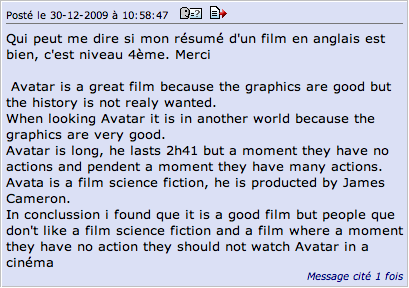 Posté le 30-12-2009 à 10:58:47
Qui peut me dire si mon résumé d'un film en anglais est
bien, c'est niveau 4ème. Merci
Avatar is a great film because the graphics are good but
the history is not realy wanted.
When looking Avatar it is in another world because the
graphics are very good.
Avatar is long, he lasts 2h41 but a moment they have no
actions and pendent a moment they have many actions.
Avata is a film science fiction, he is producted by James
Cameron.
In conclussion i found que it is a good film but people que
don't like a film science fiction and a film where a moment
they have no action they should not watch Avatar in a
cinéma
Message cité 1 fois